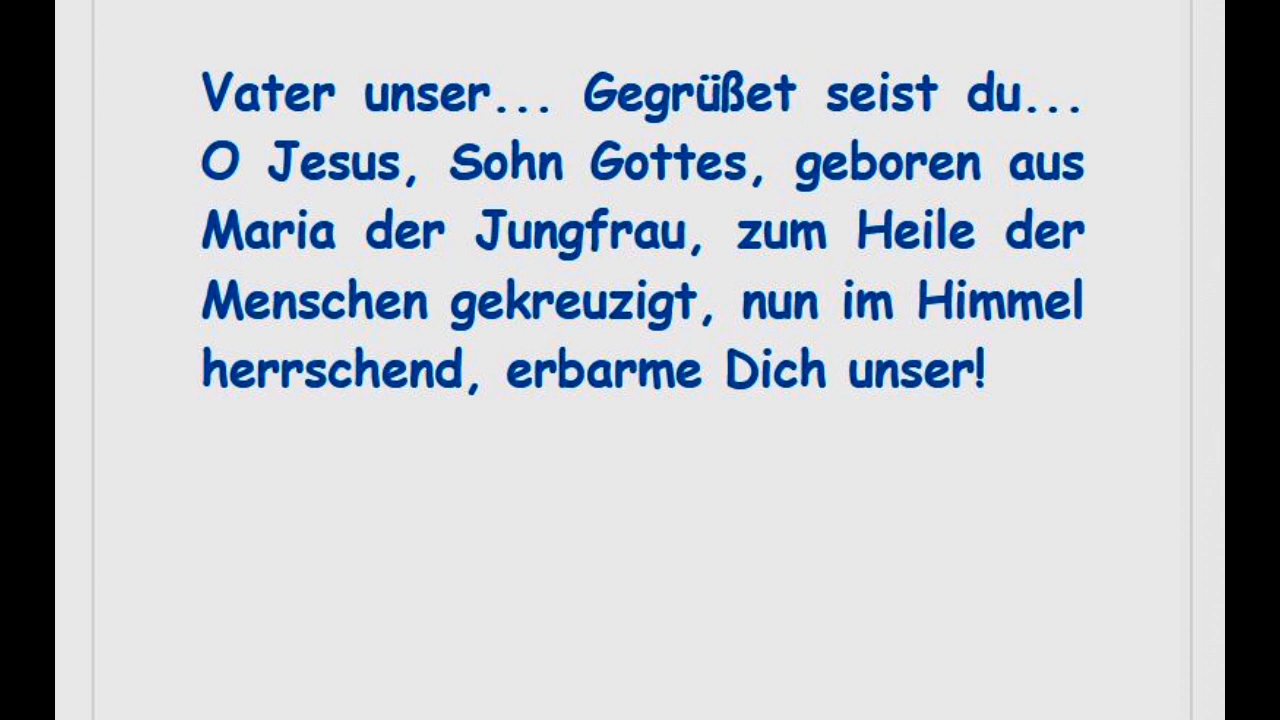 Vater unser... Gegrüßet seist du...
O Jesus, Sohn Gottes, geboren aus
Maria der Jungfrau, zum Heile der
Menschen gekreuzigt, nun im Himmel
herrschend, erbarme Dich unser!